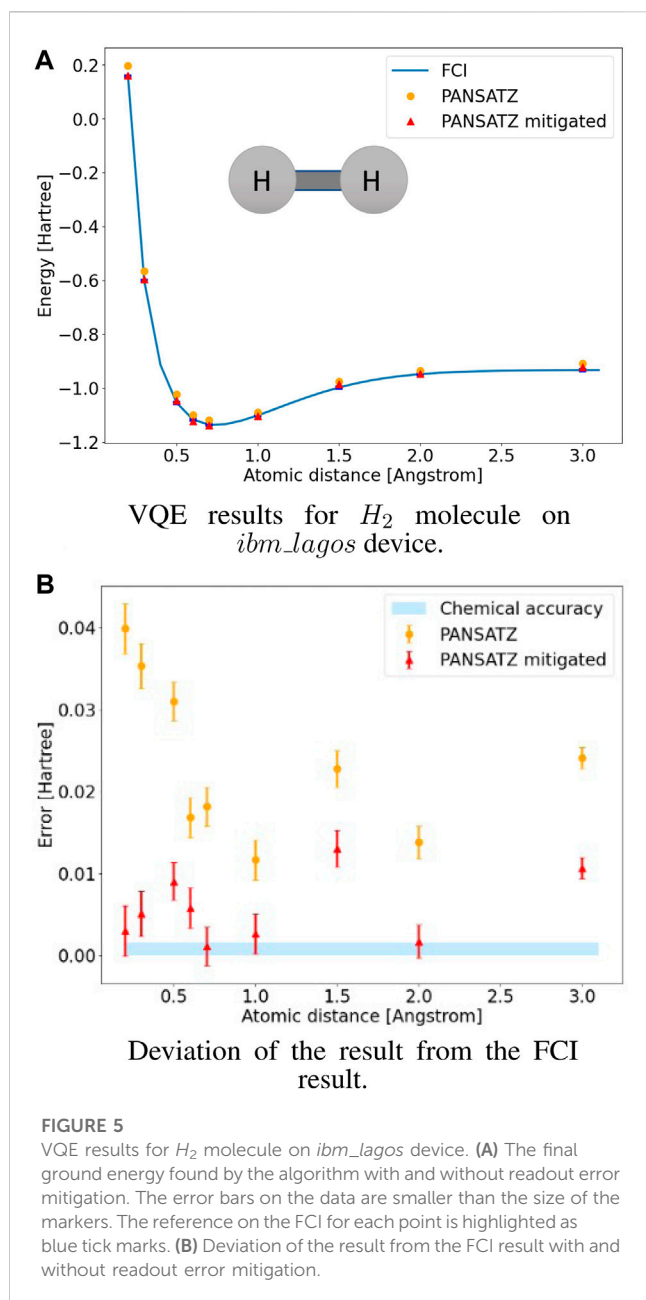 A
0.2
0.0
−0.2
−0.4
−0.6
−0.8
−1.0
−1.2
Energy [Hartree]
FCI
PANSATZ
PANSATZ mitigated
H H
0.5 1.0 1.5 2.0 2.5 3.0
Atomic distance [Angstrom]
VQE results for H₂ molecule on
ibm_lagos device.
B
0.04
0.03
0.02
0.01
0.00
Error [Hartree]
Chemical accuracy
PANSATZ
PANSATZ mitigated
0.5 1.0 1.5 2.0 2.5 3.0
Atomic distance [Angstrom]
Deviation of the result from the FCI
result.
FIGURE 5
VQE results for H₂ molecule on ibm_lagos device. (A) The final
ground energy found by the algorithm with and without readout error
mitigation. The error bars on the data are smaller than the size of the
markers. The reference on the FCI for each point is highlighted as
blue tick marks. (B) Deviation of the result from the FCI result with and
without readout error mitigation.